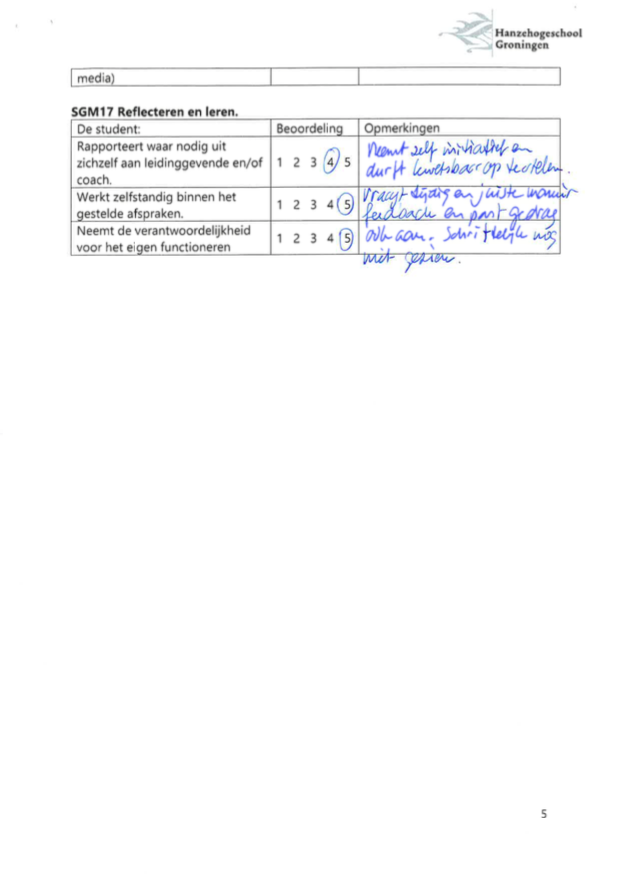 Hanzehogeschool
Groningen
media)
SGM17 Reflecteren en leren.
De student: Beoordeling Opmerkingen
Rapporteert waar nodig uit
zichzelf aan leidinggevende en/of
coach.
1 2 3 4 5
Neemt zelf initiatief en
durft kwetsbaar op te stellen.
Werkt zelfstandig binnen het
gestelde afspraken.
1 2 3 4 5
Vraagt tijdig en juiste manier
feedback en past gedrag
Neemt de verantwoordelijkheid
voor het eigen functioneren
1 2 3 4 5
ook aan. Schriftelijk nog
niet gezien.
5